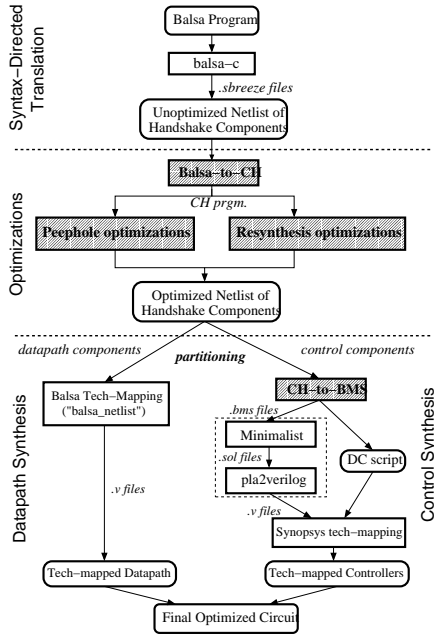 Balsa Program
Syntax-Directed
Translation
balsa-c
.sbreeze files
Unoptimized Netlist of
Handshake Components
Balsa-to-CH
CH prgm.
Optimizations
Peephole optimizations
Resynthesis optimizations
Optimized Netlist of
Handshake Components
datapath components
partitioning
control components
Balsa Tech-Mapping
("balsa_netlist")
CH-to-BMS
.bms files
Minimalist
.sol files
DC script
pla2verilog
Datapath Synthesis
Control Synthesis
.v files
.v files
Synopsys tech-mapping
Tech-mapped Datapath
Tech-mapped Controllers
Final Optimized Circuit